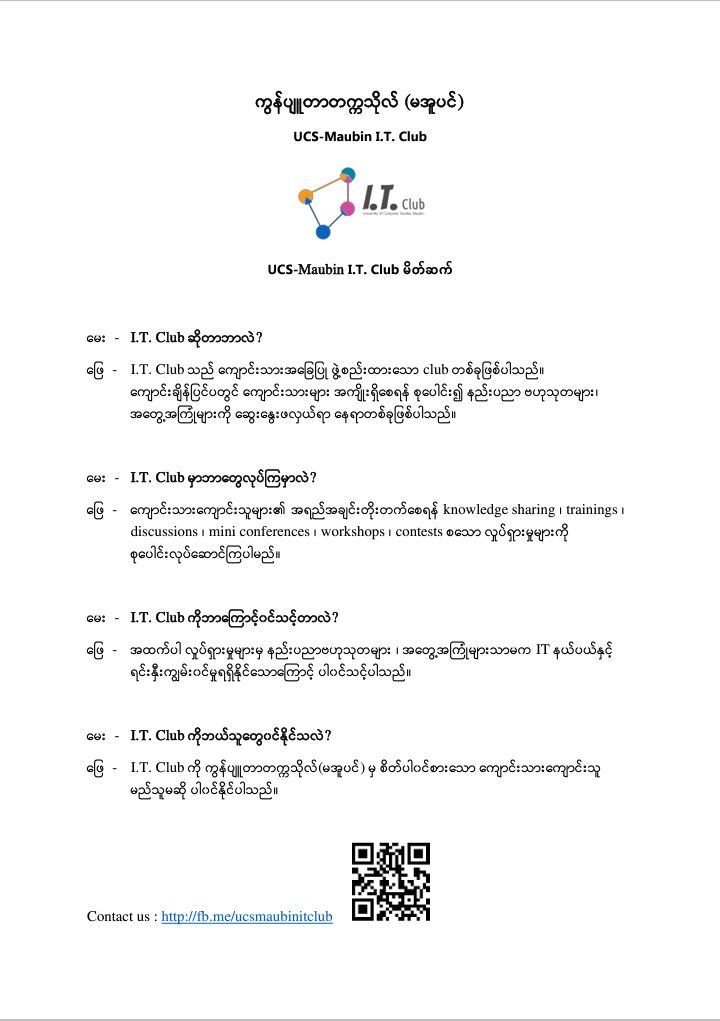 ကွန်ပျူတာတက္ကသိုလ် (မအူပင်)
UCS-Maubin I.T. Club
I.T. Club
University of Computer Studies, Maubin
UCS-Maubin I.T. Club မိတ်ဆက်
မေး - I.T. Club ဆိုတာဘာလဲ?
ဖြေ - I.T. Club သည် ကျောင်းသားအခြေပြု ဖွဲ့စည်းထားသော club တစ်ခုဖြစ်ပါသည်။
ကျောင်းချိန်ပြင်ပတွင် ကျောင်းသားများ အကျိုးရှိစေရန် စုပေါင်း၍ နည်းပညာ ဗဟုသုတများ၊
အတွေ့အကြုံများကို ဆွေးနွေးဖလှယ်ရာ နေရာတစ်ခုဖြစ်ပါသည်။
မေး - I.T. Club မှာဘာတွေလုပ်ကြမှာလဲ?
ဖြေ - ကျောင်းသားကျောင်းသူများ၏ အရည်အချင်းတိုးတက်စေရန် knowledge sharing ၊ trainings ၊
discussions ၊ mini conferences ၊ workshops ၊ contests စသော လှုပ်ရှားမှုများကို
စုပေါင်းလုပ်ဆောင်ကြပါမည်။
မေး - I.T. Club ကိုဘာကြောင့်ဝင်သင့်တာလဲ?
ဖြေ - အထက်ပါ လှုပ်ရှားမှုများမှ နည်းပညာဗဟုသုတများ ၊ အတွေ့အကြုံများသာမက IT နယ်ပယ်နှင့်
ရင်းနှီးကျွမ်းဝင်မှုရရှိနိုင်သောကြောင့် ပါဝင်သင့်ပါသည်။
မေး - I.T. Club ကိုဘယ်သူတွေဝင်နိုင်သလဲ?
ဖြေ - I.T. Club ကို ကွန်ပျူတာတက္ကသိုလ်(မအူပင်) မှ စိတ်ပါဝင်စားသော ကျောင်းသားကျောင်းသူ
မည်သူမဆို ပါဝင်နိုင်ပါသည်။
Contact us : http://fb.me/ucsmaubinitclub